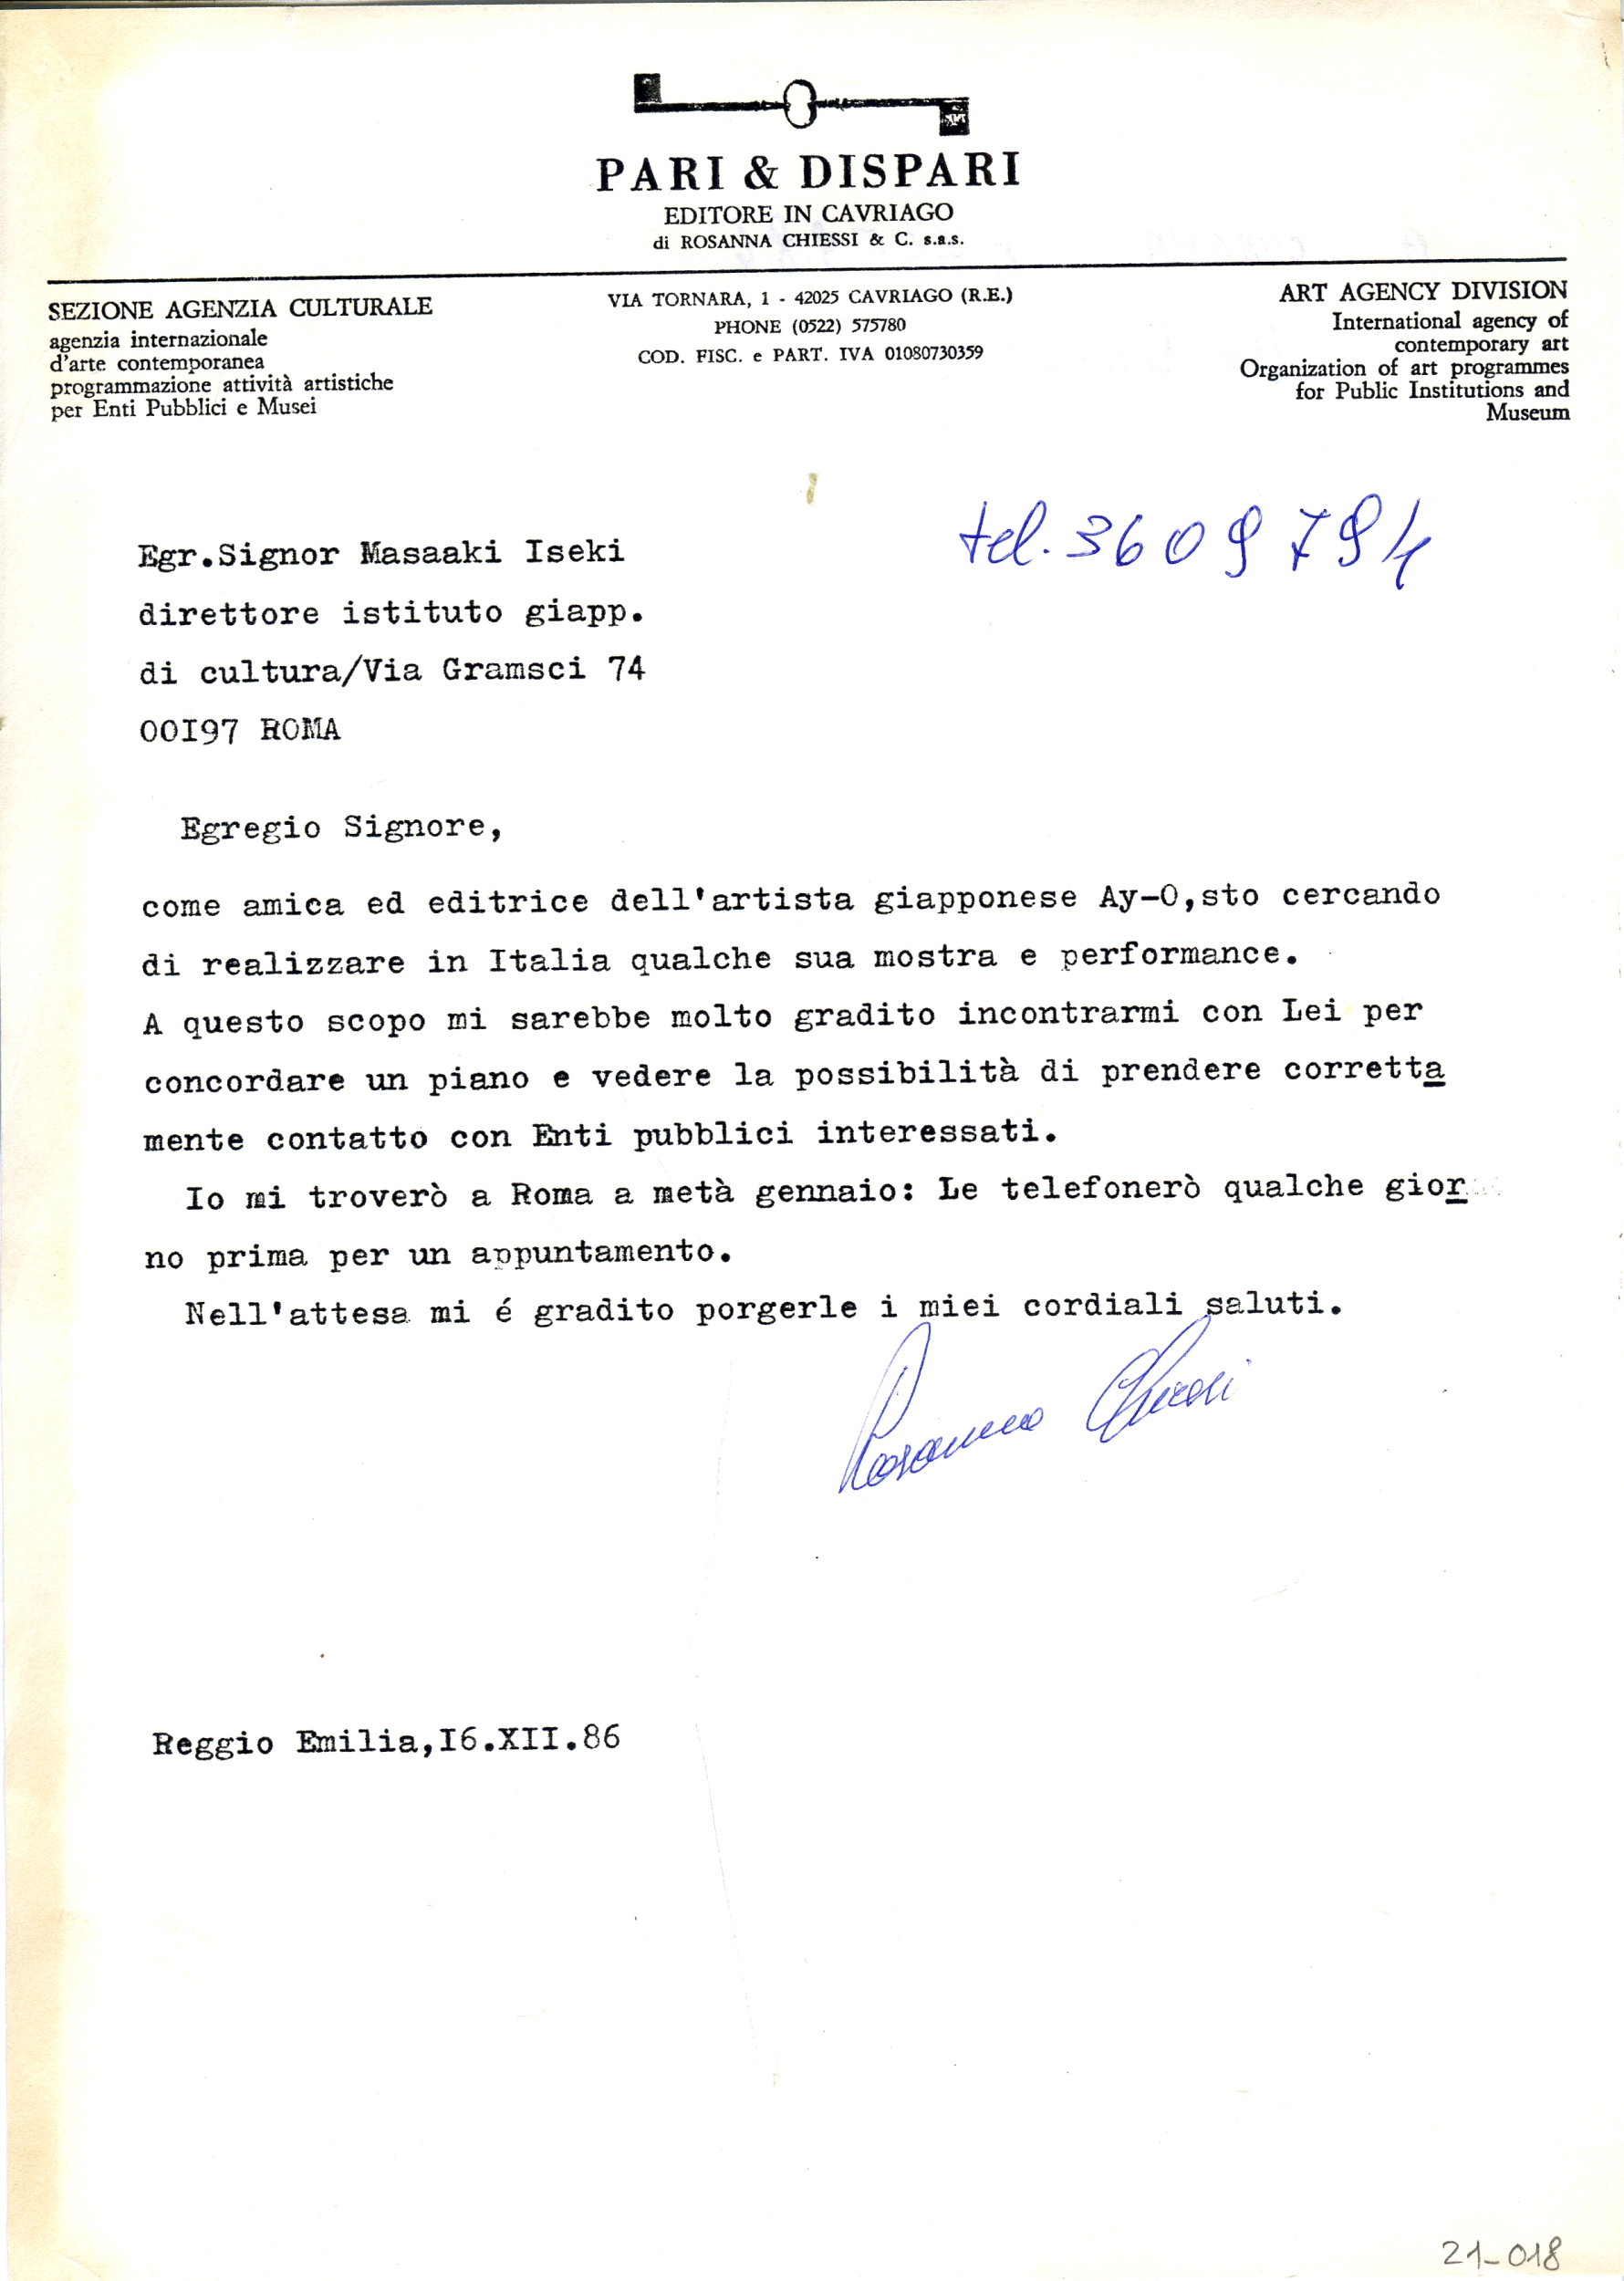 PARI & DISPARI
EDITORE IN CAVRIAGO
di ROSANNA CHIESSI & C. s.a.s.
SEZIONE AGENZIA CULTURALE
agenzia internazionale
d'arte contemporanea
programmazione attività artistiche
per Enti Pubblici e Musei
VIA TORNARA, 1 - 42025 CAVRIAGO (R.E.)
PHONE (0522) 575780
COD. FISC. e PART. IVA 01080730359
ART AGENCY DIVISION
International agency of
contemporary art
Organization of art programmes
for Public Institutions and
Museum
tel. 3609794
Egr.Signor Masaaki Iseki
direttore istituto giapp.
di cultura/Via Gramsci 74
00I97 ROMA
Egregio Signore,
come amica ed editrice dell'artista giapponese Ay-O,sto cercando
di realizzare in Italia qualche sua mostra e performance.
A questo scopo mi sarebbe molto gradito incontrarmi con Lei per
concordare un piano e vedere la possibilità di prendere corretta
mente contatto con Enti pubblici interessati.
Io mi troverò a Roma a metà gennaio: Le telefonerò qualche gior
no prima per un appuntamento.
Nell'attesa mi é gradito porgerle i miei cordiali saluti.
Rosanna Chiessi
Reggio Emilia,I6.XII.86
21-018